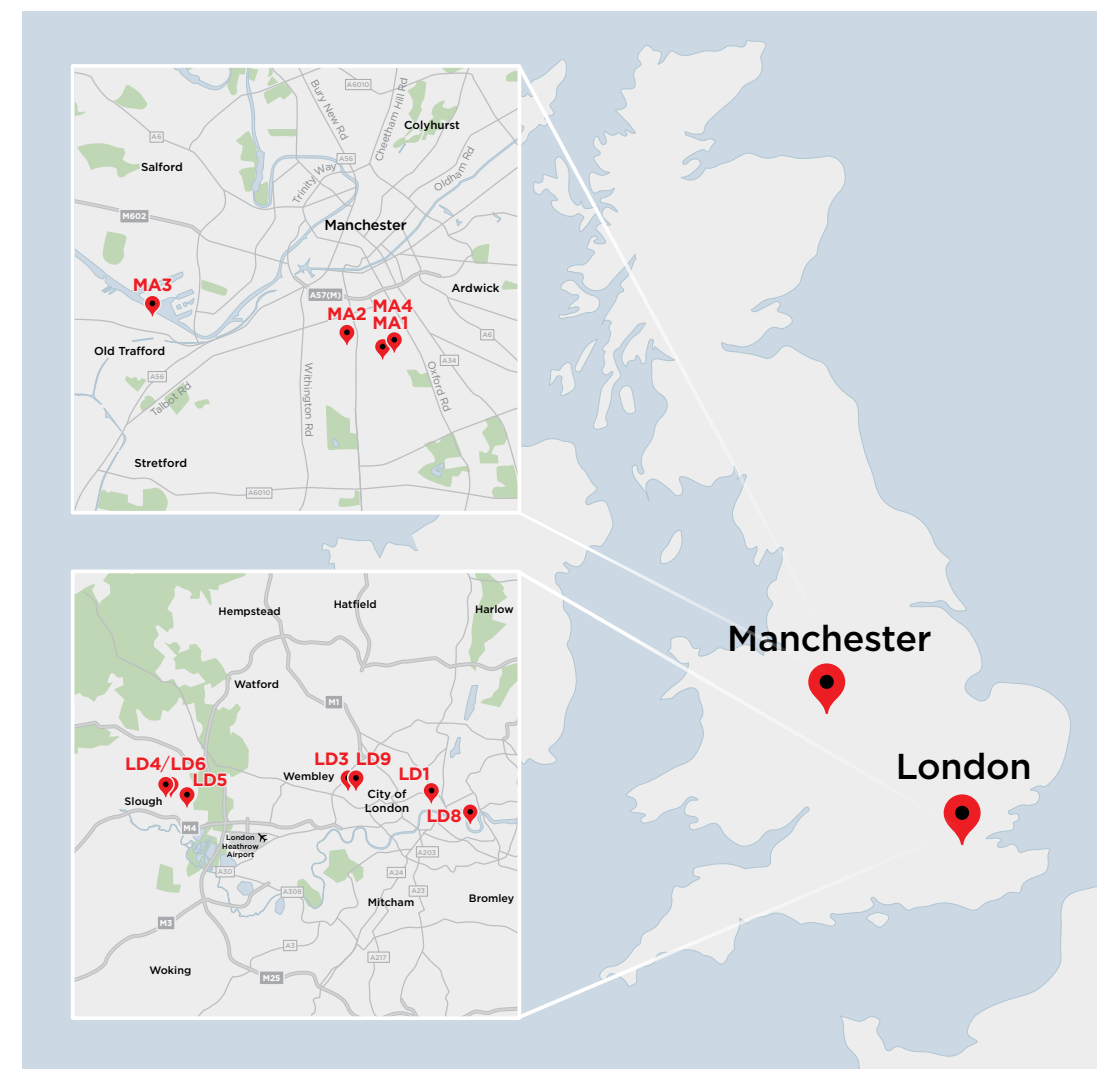 A6010
Bury New Rd
Cheetham Hill Rd
Colyhurst
A6
A56
Salford
Trinity Way
Oldham Rd
M602
Manchester
MA3
A57(M)
Ardwick
MA4
MA2
MA1
A6
Old Trafford
A34
A56
Talbot Rd
Withington Rd
Oxford Rd
Stretford
A6010
Manchester
London
Hempstead
Hatfield
Harlow
Watford
M1
LD4/LD6
LD5
LD3 LD9
Wembley
LD1
Slough
City of
London
LD8
M4
London
Heathrow
Airport
A203
A30
A24
A308
A23
Mitcham
Bromley
M3
A3
A217
Woking
M25